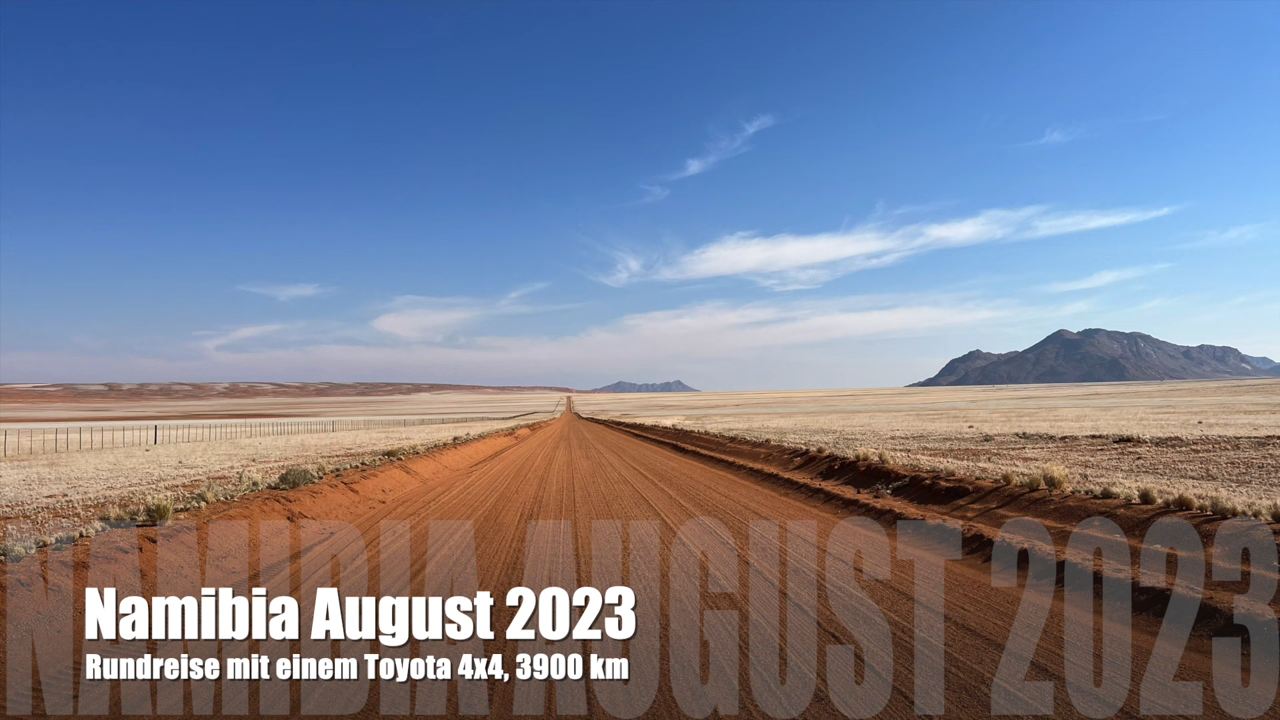 NAMIBIA AUGUST 2023
Namibia August 2023
Rundreise mit einem Toyota 4x4, 3900 km